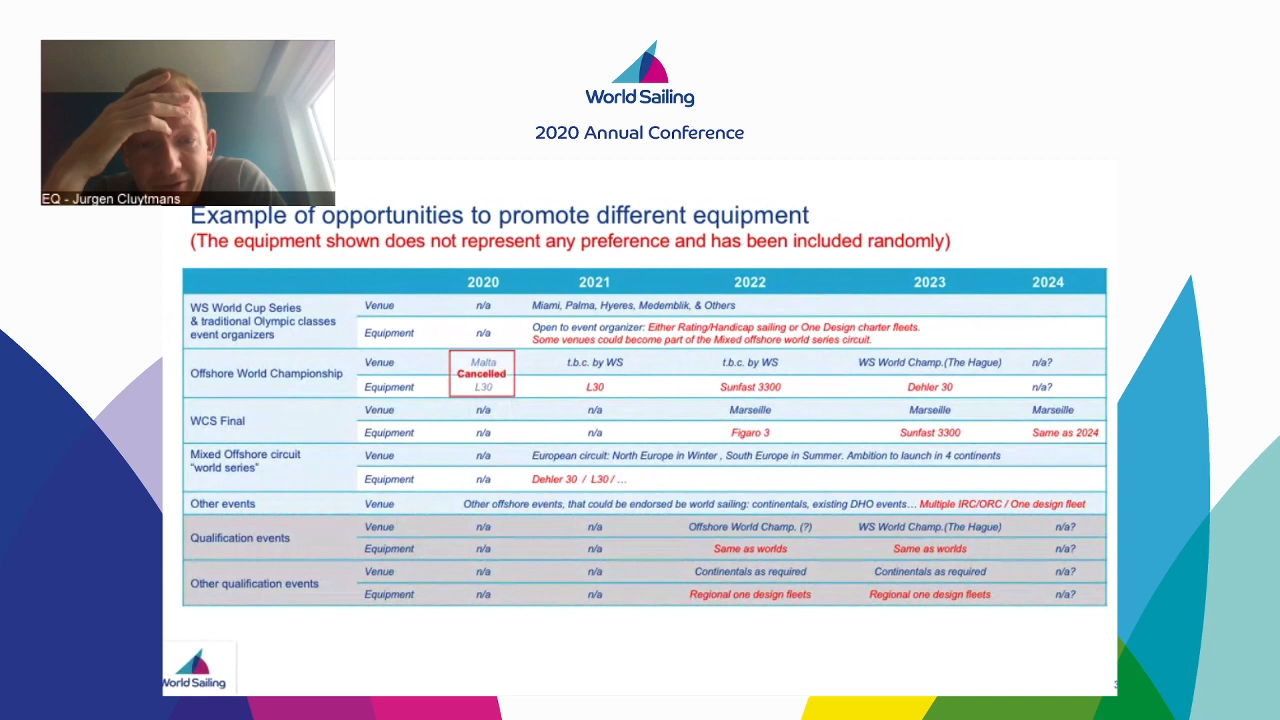 World Sailing
2020 Annual Conference
EQ - Jurgen Cluytmans
Example of opportunities to promote different equipment
(The equipment shown does not represent any preference and has been included randomly)
2020 2021 2022 2023 2024
WS World Cup Series
& traditional Olympic classes
event organizers
Venue n/a Miami, Palma, Hyeres, Medemblik, & Others
Equipment n/a Open to event organizer: Either Rating/Handicap sailing or One Design charter fleets.
Some venues could become part of the Mixed offshore world series circuit.
Offshore World Championship
Venue Malta t.b.c. by WS t.b.c. by WS WS World Champ.(The Hague) n/a?
Cancelled
Equipment L30 L30 Sunfast 3300 Dehler 30 n/a?
WCS Final
Venue n/a n/a Marseille Marseille Marseille
Equipment n/a n/a Figaro 3 Sunfast 3300 Same as 2024
Mixed Offshore circuit
"world series"
Venue n/a European circuit: North Europe in Winter , South Europe in Summer. Ambition to launch in 4 continents
Equipment n/a Dehler 30 / L30 / ...
Other events Venue Other offshore events, that could be endorsed be world sailing: continentals, existing DHO events... Multiple IRC/ORC / One design fleet
Qualification events
Venue n/a n/a Offshore World Champ. (?) WS World Champ.(The Hague) n/a?
Equipment n/a n/a Same as worlds Same as worlds n/a?
Other qualification events
Venue n/a n/a Continentals as required Continentals as required n/a?
Equipment n/a n/a Regional one design fleets Regional one design fleets n/a?
World Sailing